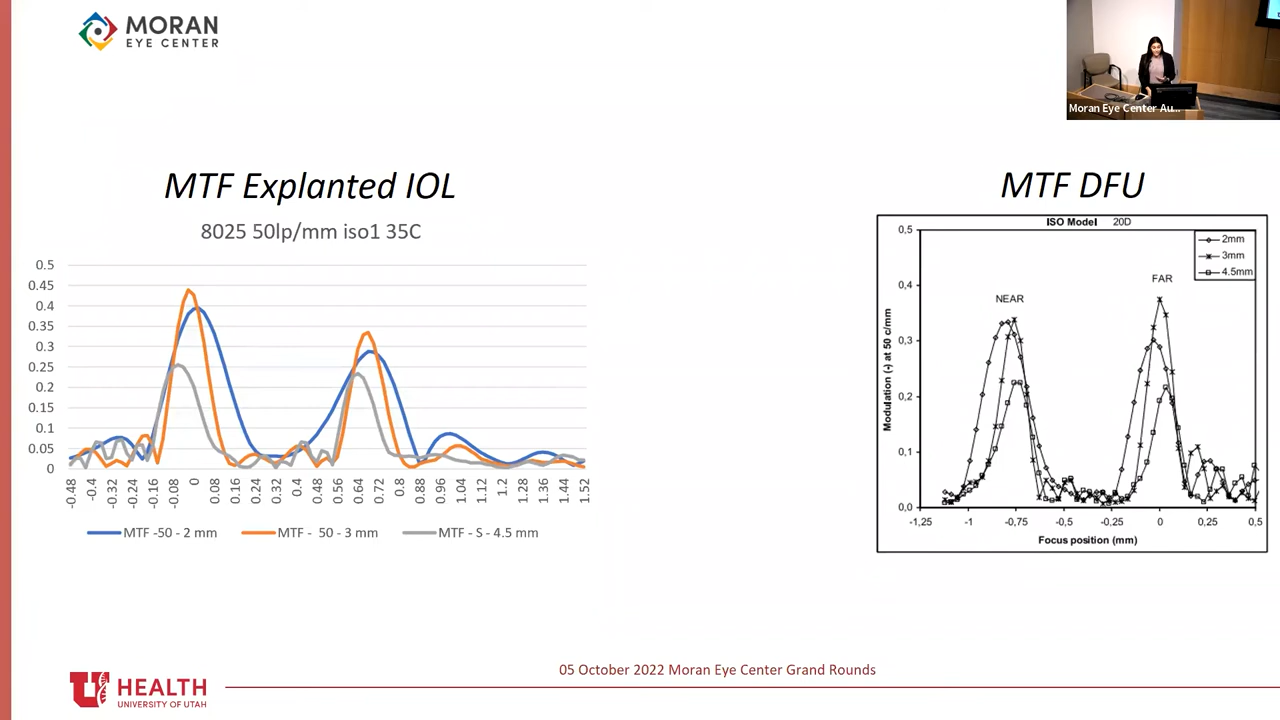 MORAN
EYE CENTER
Moran Eye Center Au...
MTF Explanted IOL
8025 50lp/mm iso1 35C
0.5
0.45
0.4
0.35
0.3
0.25
0.2
0.15
0.1
0.05
0
-0.48
-0.4
-0.32
-0.24
-0.16
-0.08
0
0.08
0.16
0.24
0.32
0.4
0.48
0.56
0.64
0.72
0.8
0.88
0.96
1.04
1.12
1.2
1.28
1.36
1.44
1.52
MTF -50 - 2 mm
MTF - 50 - 3 mm
MTF - S - 4.5 mm
MTF DFU
ISO Model 20D
2mm
3mm
4.5mm
NEAR
FAR
Modulation (-) at 50 c/mm
0,5
0,4
0,3
0,2
0,1
0,0
-1,25
-1
-0,75
-0,5
-0,25
0
0,25
0,5
Focus position (mm)
05 October 2022 Moran Eye Center Grand Rounds
U HEALTH
UNIVERSITY OF UTAH